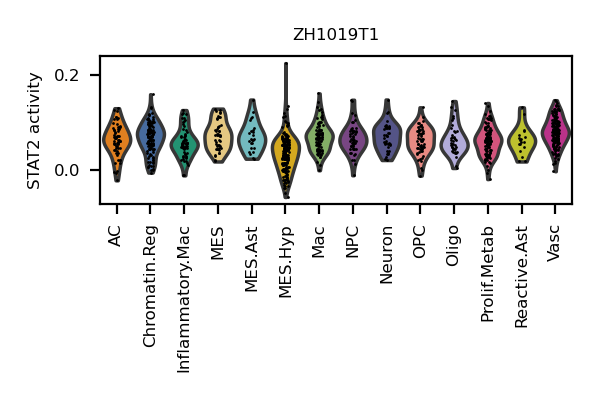 ZH1019T1
STAT2 activity
0.2
0.0
AC
Chromatin.Reg
Inflammatory.Mac
MES
MES.Ast
MES.Hyp
Mac
NPC
Neuron
OPC
Oligo
Prolif.Metab
Reactive.Ast
Vasc